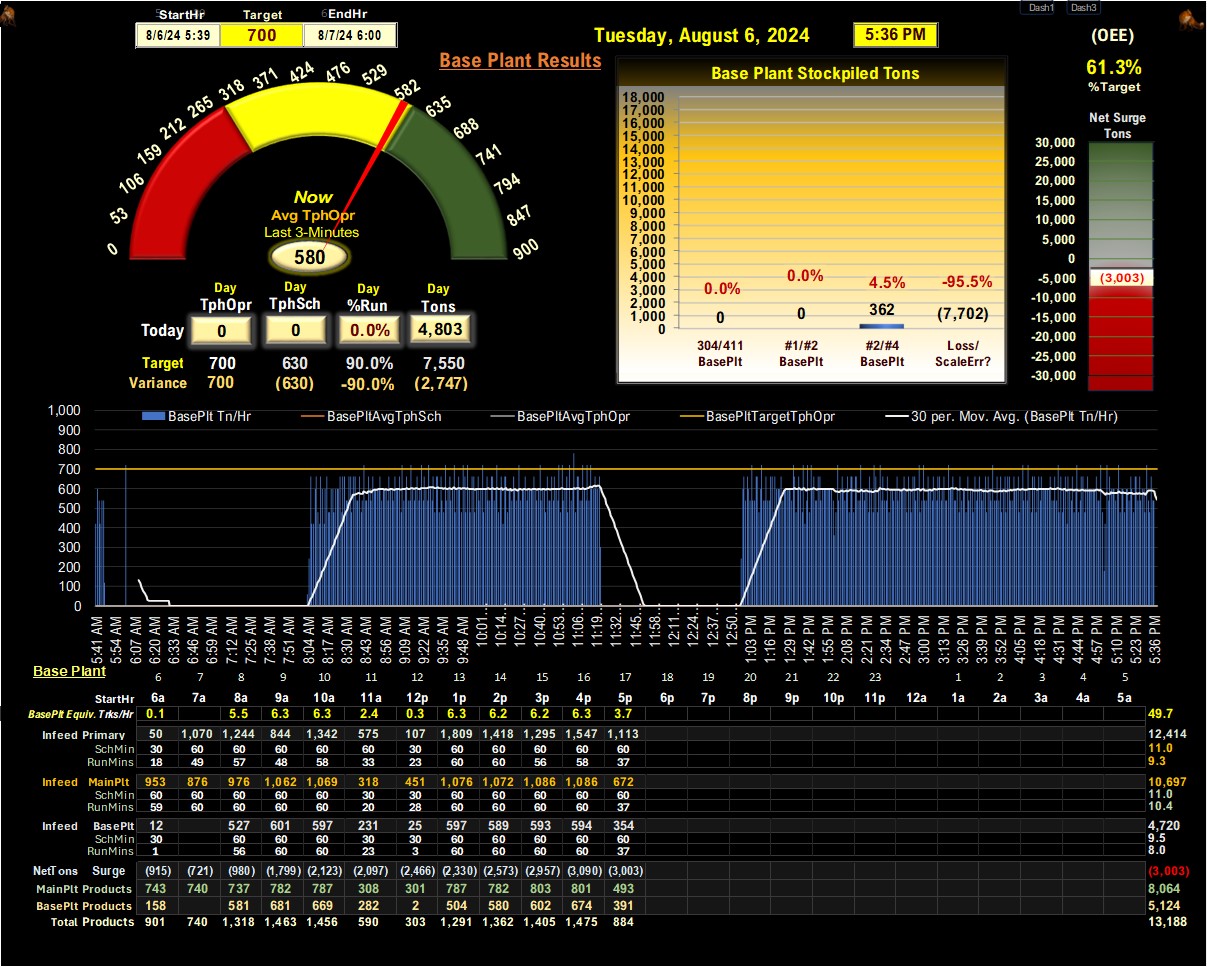 StartHr Target EndHr
8/6/24 5:39 700 8/7/24 6:00
Dash1 Dash3
Tuesday, August 6, 2024 5:36 PM
(OEE)
61.3%
%Target
Base Plant Results
0 53 106 159 212 265 318 371 424 476 529 582 635 688 741 794 847 900
Now
Avg TphOpr
Last 3-Minutes
580
Day Day Day Day
TphOpr TphSch %Run Tons
Today 0 0 0.0% 4,803
Target 700 630 90.0% 7,550
Variance 700 (630) -90.0% (2,747)
Base Plant Stockpiled Tons
18,000
17,000
16,000
15,000
14,000
13,000
12,000
11,000
10,000
9,000
8,000
7,000
6,000
5,000
4,000
3,000
2,000
1,000
0
0.0% 0.0% 4.5% -95.5%
0 0 362 (7,702)
304/411 #1/#2 #2/#4 Loss/
BasePlt BasePlt BasePlt ScaleErr?
Net Surge
Tons
30,000
25,000
20,000
15,000
10,000
5,000
0
-5,000
-10,000
-15,000
-20,000
-25,000
-30,000
(3,003)
BasePlt Tn/Hr BasePltAvgTphSch BasePltAvgTphOpr BasePltTargetTphOpr 30 per. Mov. Avg. (BasePlt Tn/Hr)
1,000
900
800
700
600
500
400
300
200
100
0
5:41 AM 5:54 AM 6:07 AM 6:20 AM 6:33 AM 6:46 AM 6:59 AM 7:12 AM 7:25 AM 7:38 AM 7:51 AM 8:04 AM 8:17 AM 8:30 AM 8:43 AM 8:56 AM 9:09 AM 9:22 AM 9:35 AM 9:48 AM 10:01… 10:14… 10:27… 10:40… 10:53… 11:06… 11:19… 11:32… 11:45… 11:58… 12:11… 12:24… 12:37… 12:50… 1:03 PM 1:16 PM 1:29 PM 1:42 PM 1:55 PM 2:08 PM 2:21 PM 2:34 PM 2:47 PM 3:00 PM 3:13 PM 3:26 PM 3:39 PM 3:52 PM 4:05 PM 4:18 PM 4:31 PM 4:44 PM 4:57 PM 5:10 PM 5:23 PM 5:36 PM
Base Plant
6 7 8 9 10 11 12 13 14 15 16 17 18 19 20 21 22 23 1 2 3 4 5
StartHr 6a 7a 8a 9a 10a 11a 12p 1p 2p 3p 4p 5p 6p 7p 8p 9p 10p 11p 12a 1a 2a 3a 4a 5a
BasePlt Equiv. Trks/Hr 0.1 5.5 6.3 6.3 2.4 0.3 6.3 6.2 6.2 6.3 3.7 49.7
Infeed Primary 50 1,070 1,244 844 1,342 575 107 1,809 1,418 1,295 1,547 1,113 12,414
SchMin 30 60 60 60 60 30 30 60 60 60 60 60 11.0
RunMins 18 49 57 48 58 33 23 60 60 56 58 37 9.3
Infeed MainPlt 953 876 976 1,062 1,069 318 451 1,076 1,072 1,086 1,086 672 10,697
SchMin 60 60 60 60 60 30 30 60 60 60 60 60 11.0
RunMins 59 60 60 60 60 20 28 60 60 60 60 37 10.4
Infeed BasePlt 12 527 601 597 231 25 597 589 593 594 354 4,720
SchMin 30 60 60 60 30 30 60 60 60 60 60 9.5
RunMins 1 56 60 60 23 3 60 60 60 60 37 8.0
NetTons Surge (915) (721) (980) (1,799) (2,123) (2,097) (2,466) (2,330) (2,573) (2,957) (3,090) (3,003) (3,003)
MainPlt Products 743 740 737 782 787 308 301 787 782 803 801 493 8,064
BasePlt Products 158 581 681 669 282 2 504 580 602 674 391 5,124
Total Products 901 740 1,318 1,463 1,456 590 303 1,291 1,362 1,405 1,475 884 13,188